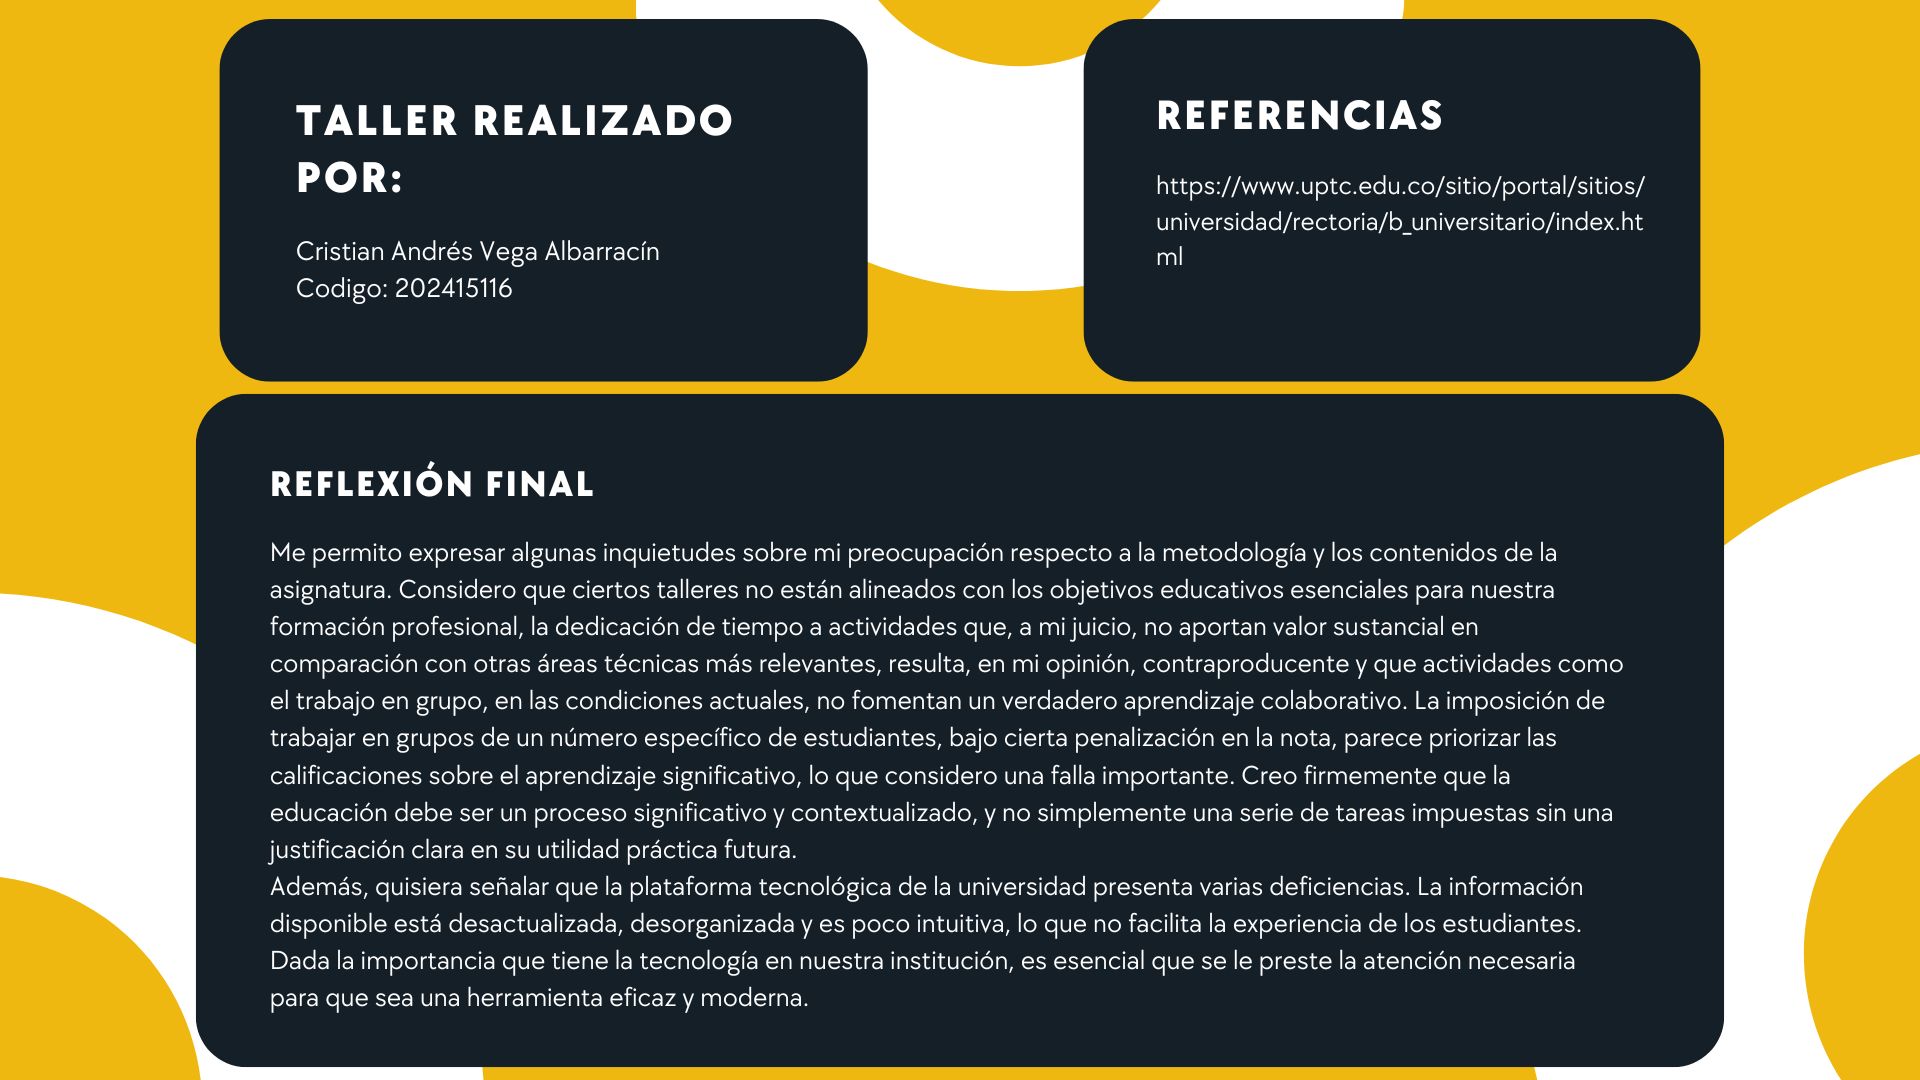 TALLER REALIZADO
POR:
Cristian Andrés Vega Albarracín
Codigo: 202415116
REFERENCIAS
https://www.uptc.edu.co/sitio/portal/sitios/
universidad/rectoria/b_universitario/index.ht
ml
REFLEXIÓN FINAL
Me permito expresar algunas inquietudes sobre mi preocupación respecto a la metodología y los contenidos de la
asignatura. Considero que ciertos talleres no están alineados con los objetivos educativos esenciales para nuestra
formación profesional, la dedicación de tiempo a actividades que, a mi juicio, no aportan valor sustancial en
comparación con otras áreas técnicas más relevantes, resulta, en mi opinión, contraproducente y que actividades como
el trabajo en grupo, en las condiciones actuales, no fomentan un verdadero aprendizaje colaborativo. La imposición de
trabajar en grupos de un número específico de estudiantes, bajo cierta penalización en la nota, parece priorizar las
calificaciones sobre el aprendizaje significativo, lo que considero una falla importante. Creo firmemente que la
educación debe ser un proceso significativo y contextualizado, y no simplemente una serie de tareas impuestas sin una
justificación clara en su utilidad práctica futura.
Además, quisiera señalar que la plataforma tecnológica de la universidad presenta varias deficiencias. La información
disponible está desactualizada, desorganizada y es poco intuitiva, lo que no facilita la experiencia de los estudiantes.
Dada la importancia que tiene la tecnología en nuestra institución, es esencial que se le preste la atención necesaria
para que sea una herramienta eficaz y moderna.